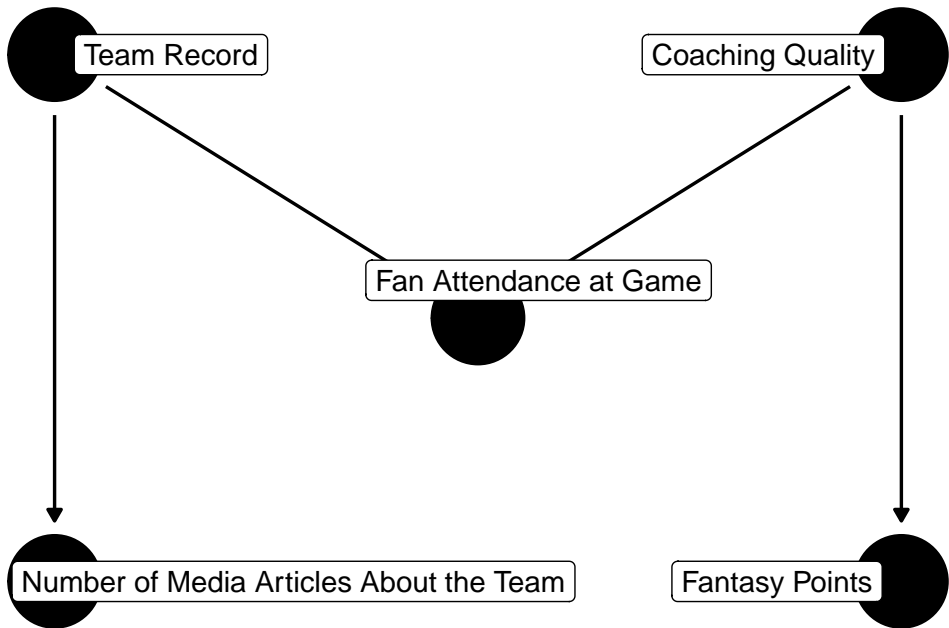 Team Record
Coaching Quality
Fan Attendance at Game
Number of Media Articles About the Team
Fantasy Points